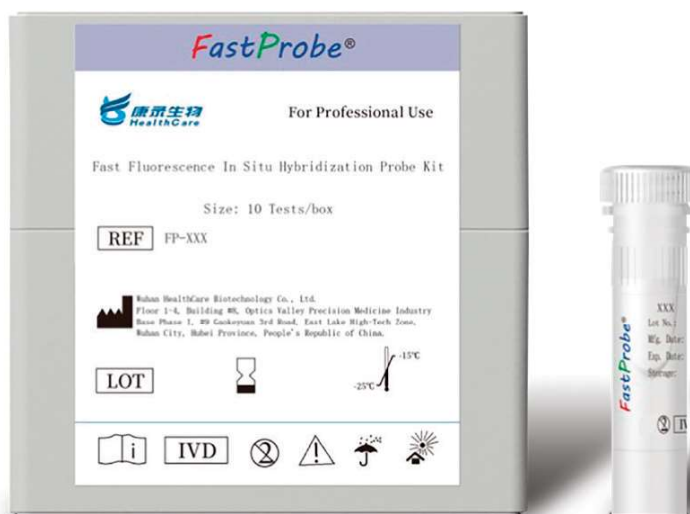 FastProbe®
康录生物
HealthCare
For Professional Use
Fast Fluorescence In Situ Hybridization Probe Kit
Size: 10 Tests/box
REF FP-XXX
Wuhan HealthCare Biotechnology Co., Ltd.
Floor 1-4, Building #8, Optics Valley Precision Medicine Industry
Base Phase 1, #9 Gaokeyuan 3rd Road, East Lake High-Tech Zone,
Wuhan City, Hubei Province, People's Republic of China.
LOT
-15℃
-25℃
i IVD 2
FastProbe®
XXX
Lot No.:
Mfg. Date:
Exp. Date:
Storage:
2